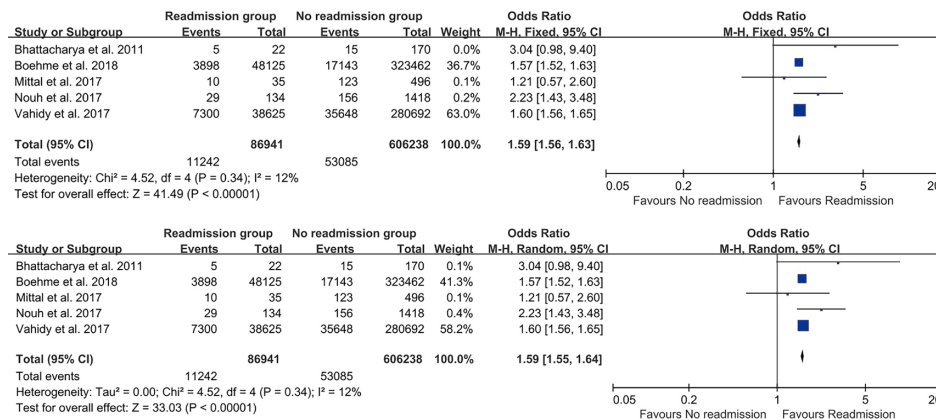 Readmission group No readmission group Odds Ratio Odds Ratio
Study or Subgroup Events Total Events Total Weight M-H, Fixed, 95% CI M-H, Fixed, 95% CI
Bhattacharya et al. 2011 5 22 15 170 0.0% 3.04 [0.98, 9.40]
Boehme et al. 2018 3898 48125 17143 323462 36.7% 1.57 [1.52, 1.63]
Mittal et al. 2017 10 35 123 496 0.1% 1.21 [0.57, 2.60]
Nouh et al. 2017 29 134 156 1418 0.2% 2.23 [1.43, 3.48]
Vahidy et al. 2017 7300 38625 35648 280692 63.0% 1.60 [1.56, 1.65]
Total (95% CI) 86941 606238 100.0% 1.59 [1.56, 1.63]
Total events 11242 53085
Heterogeneity: Chi² = 4.52, df = 4 (P = 0.34); I² = 12%
Test for overall effect: Z = 41.49 (P < 0.00001)
0.05 0.2 1 5 20
Favours No readmission Favours Readmission
Readmission group No readmission group Odds Ratio Odds Ratio
Study or Subgroup Events Total Events Total Weight M-H, Random, 95% CI M-H, Random, 95% CI
Bhattacharya et al. 2011 5 22 15 170 0.1% 3.04 [0.98, 9.40]
Boehme et al. 2018 3898 48125 17143 323462 41.3% 1.57 [1.52, 1.63]
Mittal et al. 2017 10 35 123 496 0.1% 1.21 [0.57, 2.60]
Nouh et al. 2017 29 134 156 1418 0.4% 2.23 [1.43, 3.48]
Vahidy et al. 2017 7300 38625 35648 280692 58.2% 1.60 [1.56, 1.65]
Total (95% CI) 86941 606238 100.0% 1.59 [1.55, 1.64]
Total events 11242 53085
Heterogeneity: Tau² = 0.00; Chi² = 4.52, df = 4 (P = 0.34); I² = 12%
Test for overall effect: Z = 33.03 (P < 0.00001)
0.05 0.2 1 5 20
Favours No readmission Favours Readmission